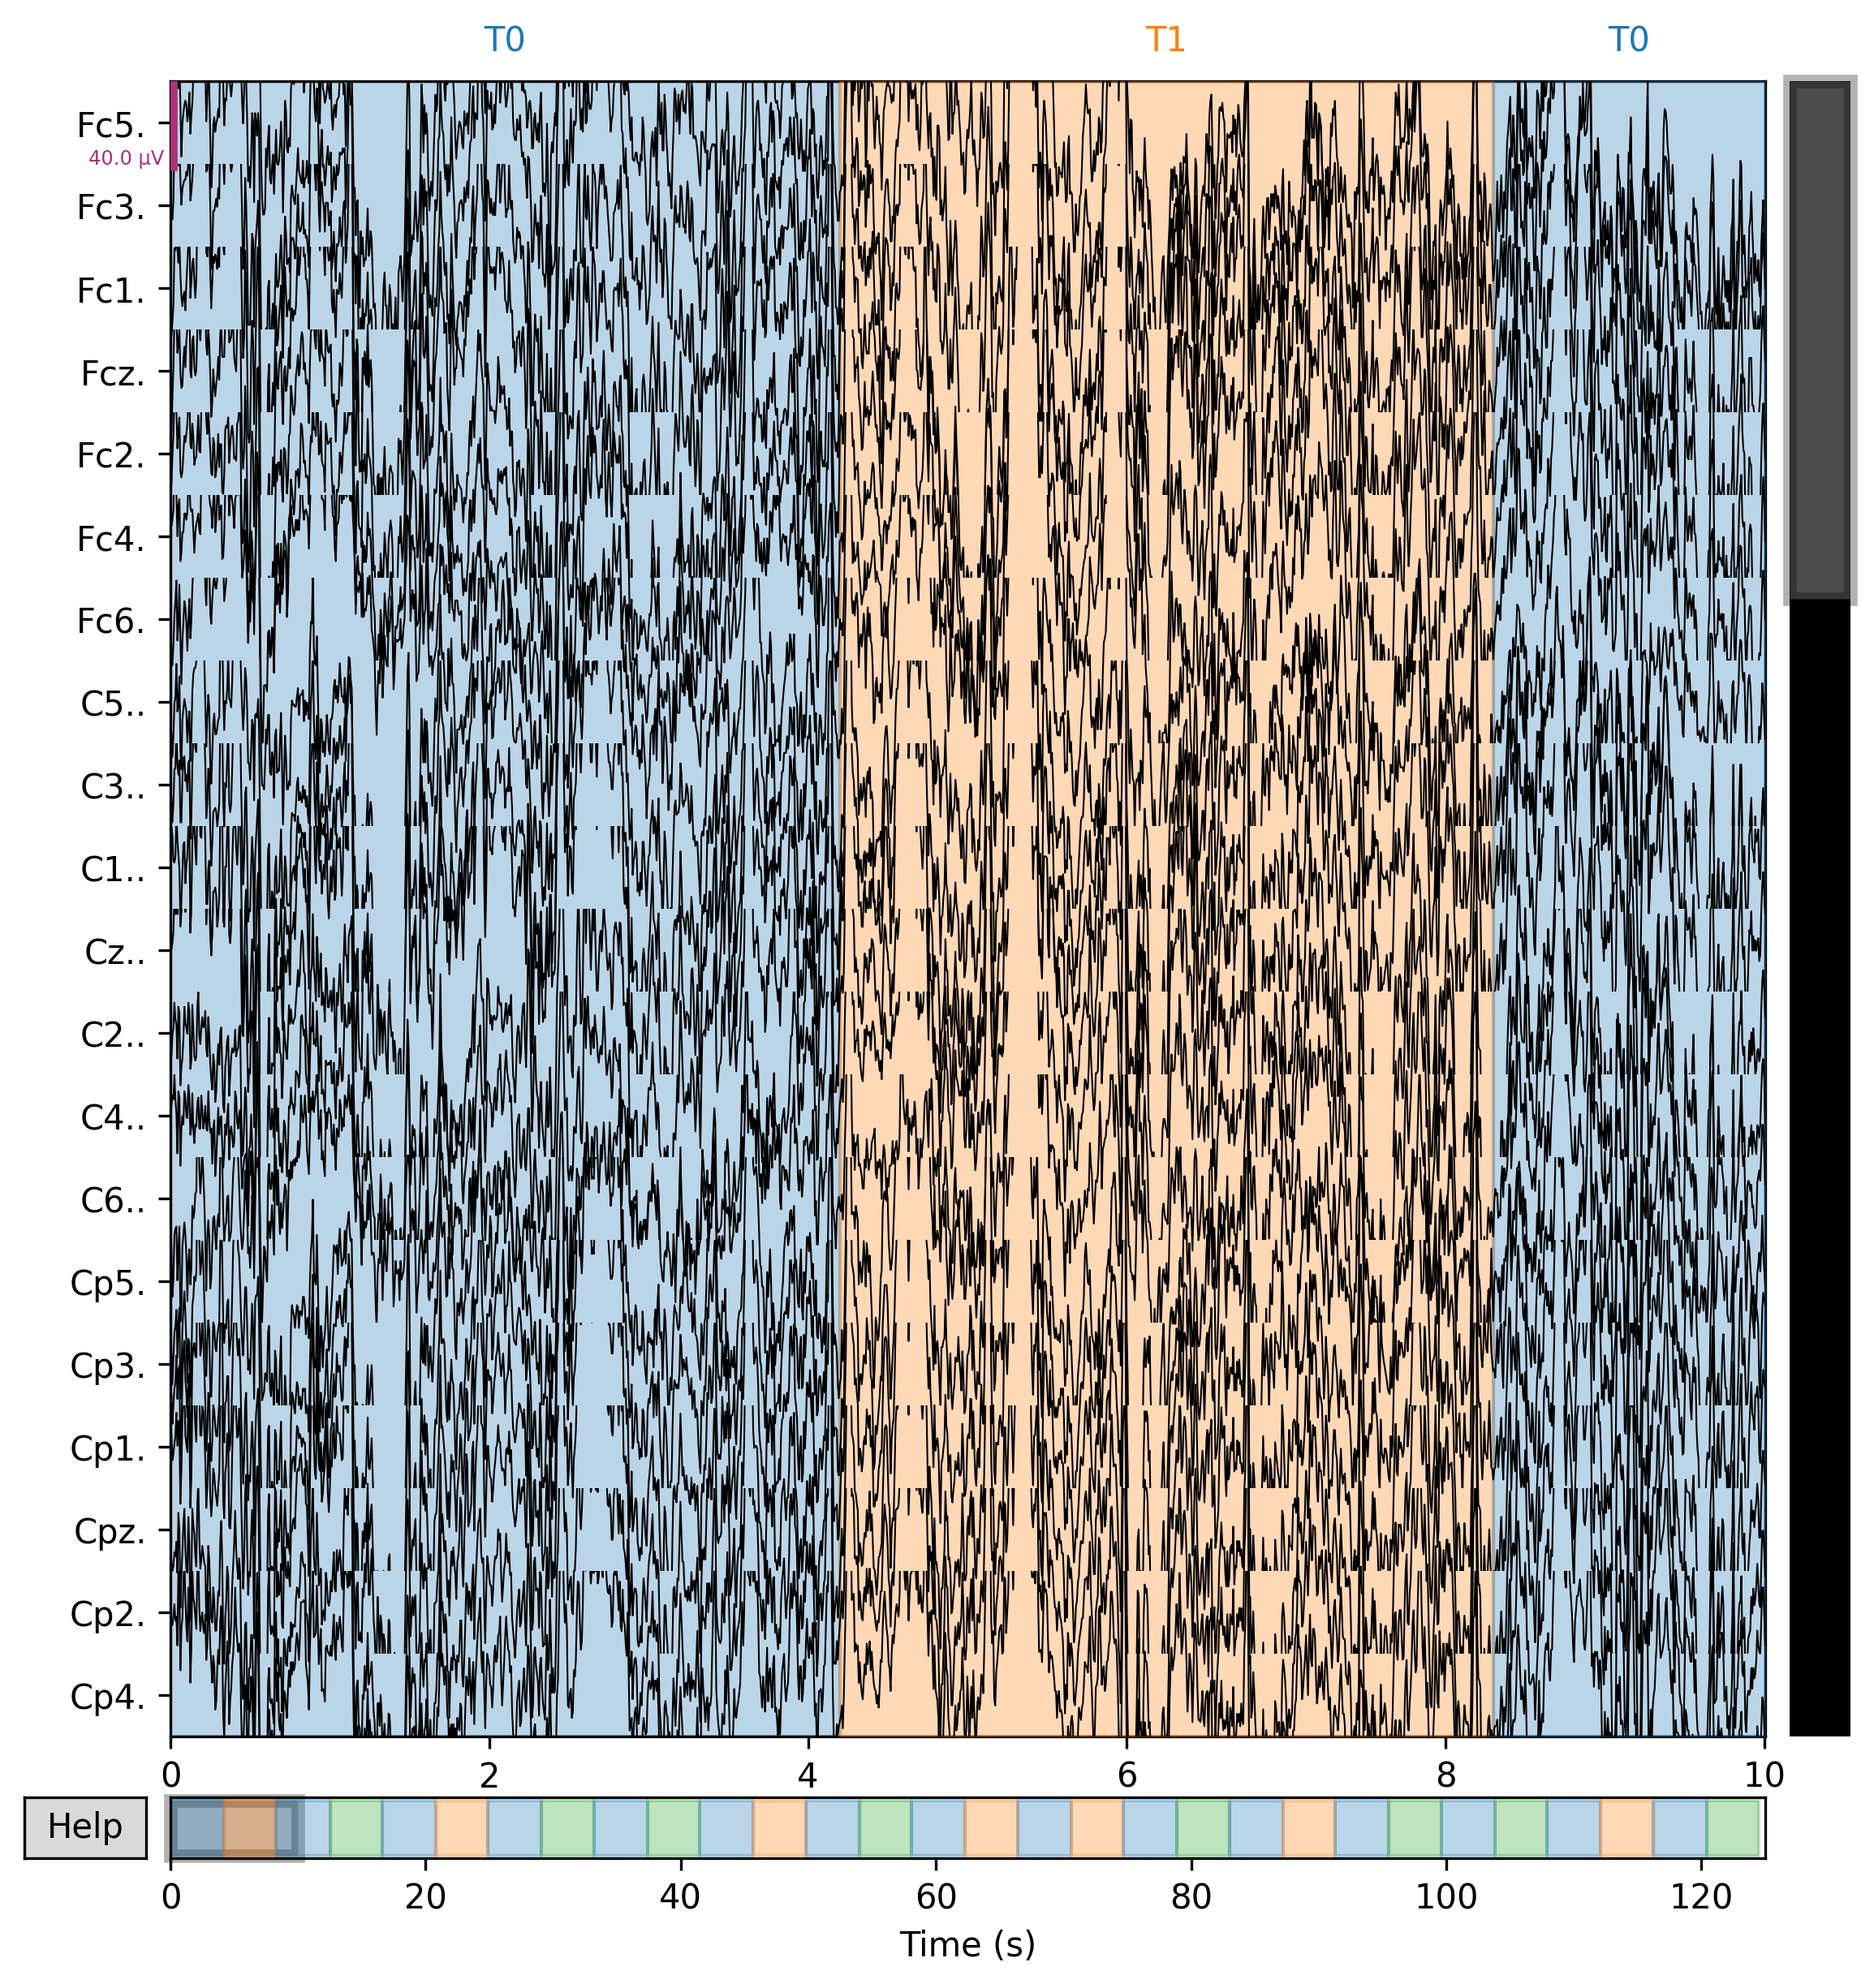 T0 T1 T0
Fc5.
40.0 µV
Fc3.
Fc1.
Fcz.
Fc2.
Fc4.
Fc6.
C5..
C3..
C1..
Cz..
C2..
C4..
C6..
Cp5.
Cp3.
Cp1.
Cpz.
Cp2.
Cp4.
0 2 4 6 8 10
Help
0 20 40 60 80 100 120
Time (s)